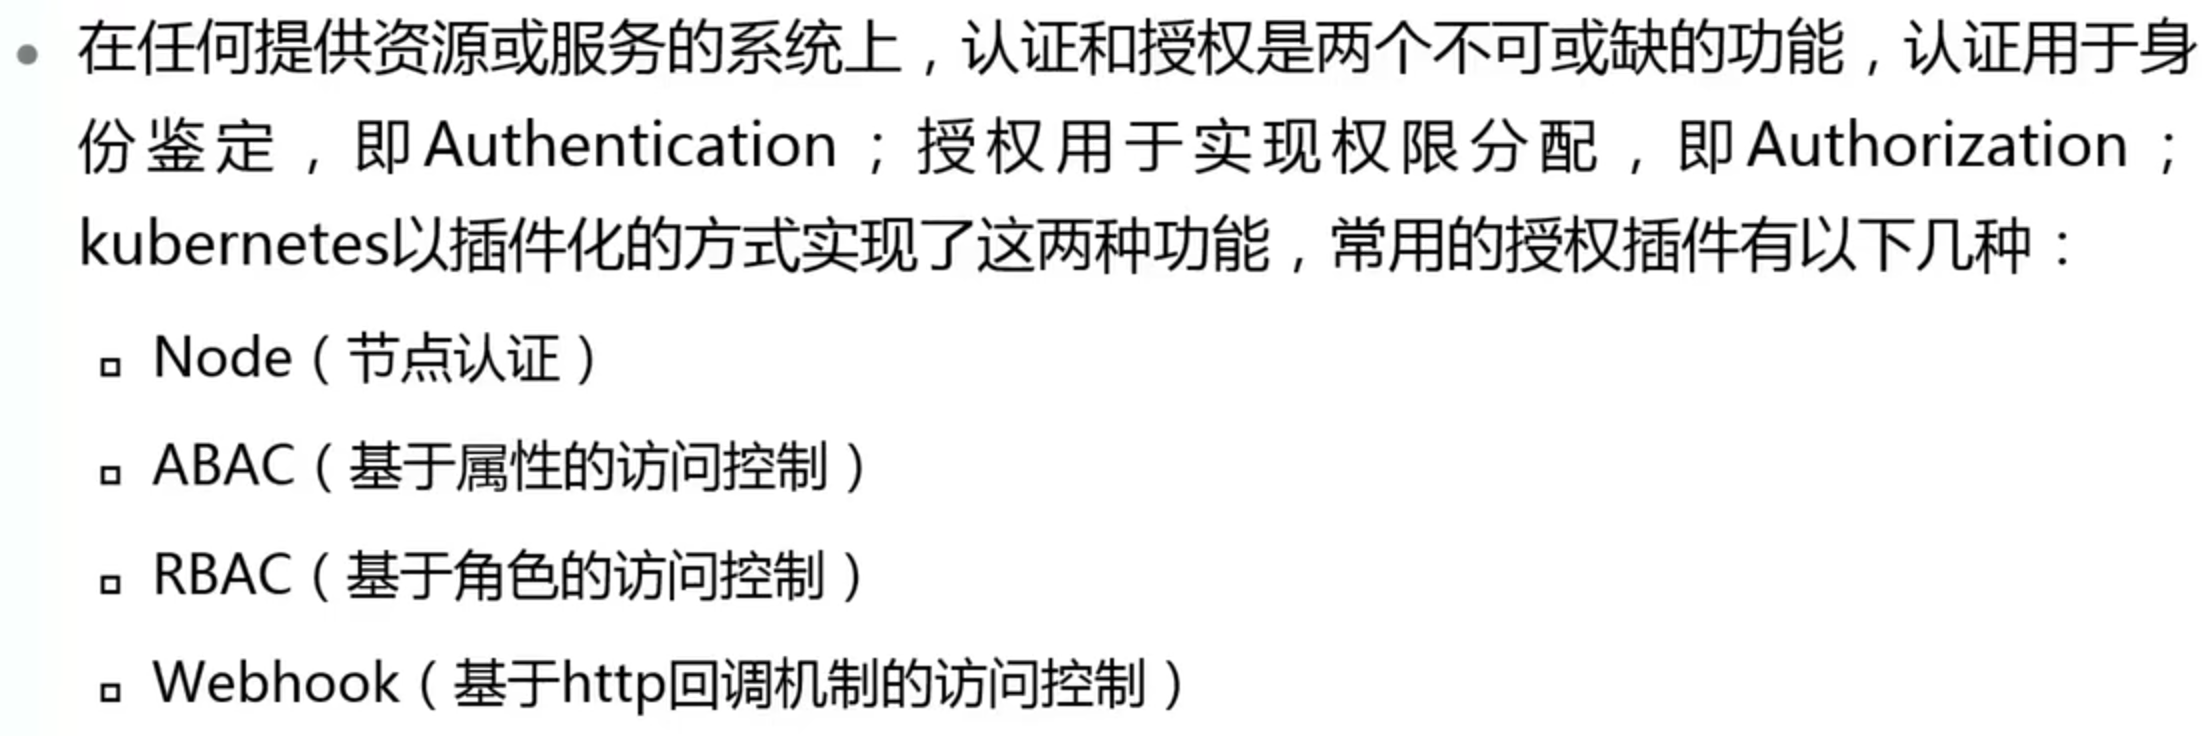 在任何提供资源或服务的系统上，认证和授权是两个不可或缺的功能，认证用于身
份鉴定，即Authentication；授权用于实现权限分配，即Authorization；
kubernetes以插件化的方式实现了这两种功能，常用的授权插件有以下几种：
Node（节点认证）
ABAC（基于属性的访问控制）
RBAC（基于角色的访问控制）
Webhook（基于http回调机制的访问控制）